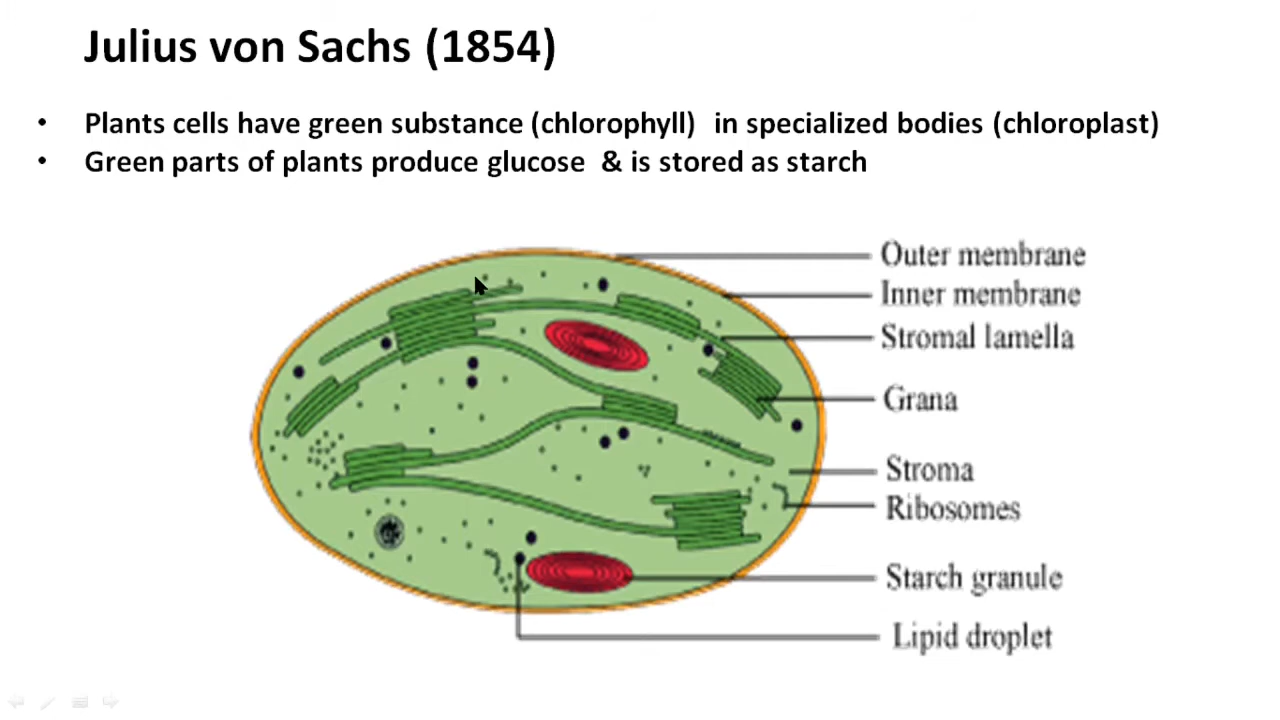 Julius von Sachs (1854)
• Plants cells have green substance (chlorophyll) in specialized bodies (chloroplast)
• Green parts of plants produce glucose & is stored as starch
Outer membrane
Inner membrane
Stromal lamella
Grana
Stroma
Ribosomes
Starch granule
Lipid droplet